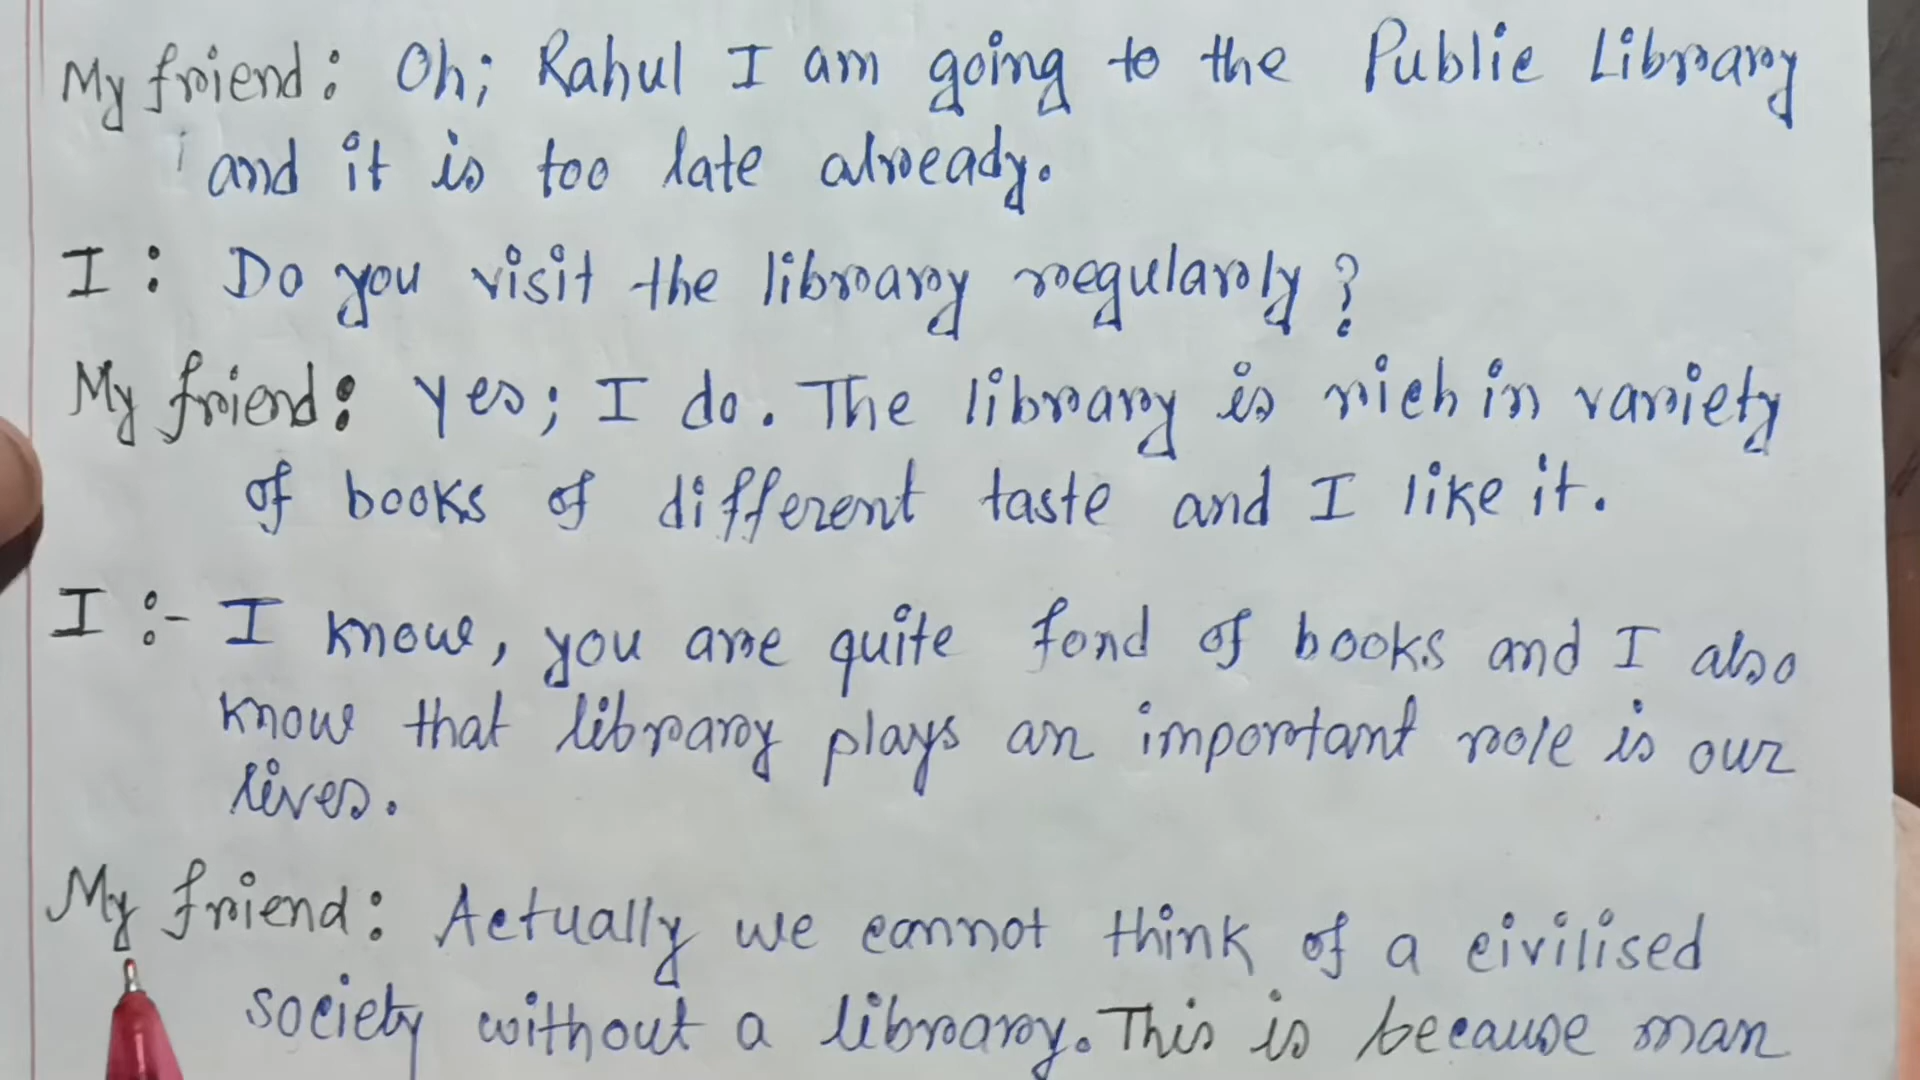 My friend: Oh; Rahul I am going to the Public Library
and it is too late already.
I: Do you visit the library regularly?
My friend: Yes; I do. The library is rich in variety
of books of different taste and I like it.
I :- I know, you are quite fond of books and I also
know that library plays an important role is our
lives.
My friend: Actually we cannot think of a civilised
society without a library. This is because man